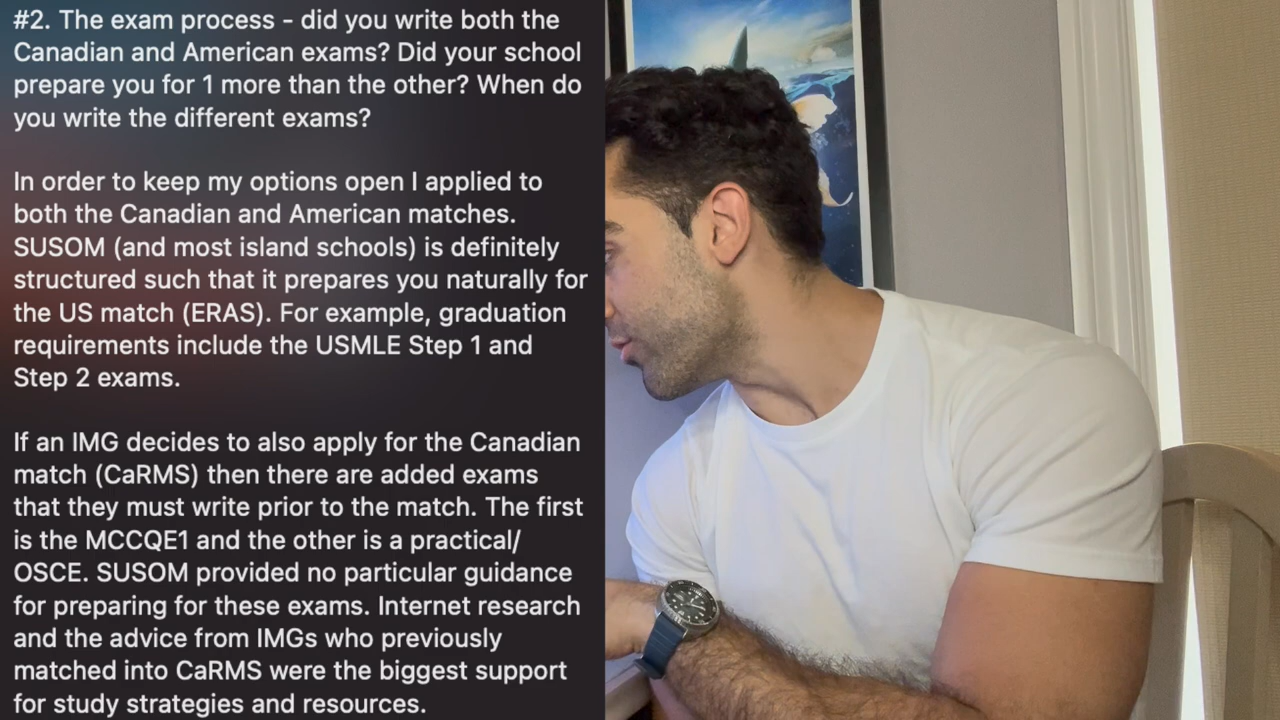 #2. The exam process - did you write both the
Canadian and American exams? Did your school
prepare you for 1 more than the other? When do
you write the different exams?
In order to keep my options open I applied to
both the Canadian and American matches.
SUSOM (and most island schools) is definitely
structured such that it prepares you naturally for
the US match (ERAS). For example, graduation
requirements include the USMLE Step 1 and
Step 2 exams.
If an IMG decides to also apply for the Canadian
match (CaRMS) then there are added exams
that they must write prior to the match. The first
is the MCCQE1 and the other is a practical/
OSCE. SUSOM provided no particular guidance
for preparing for these exams. Internet research
and the advice from IMGs who previously
matched into CaRMS were the biggest support
for study strategies and resources.